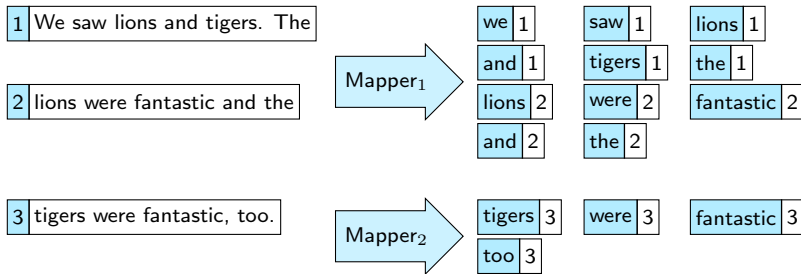 1 We saw lions and tigers. The
we 1 saw 1 lions 1
and 1 tigers 1 the 1
Mapper₁
2 lions were fantastic and the
lions 2 were 2 fantastic 2
and 2 the 2
3 tigers were fantastic, too.
tigers 3 were 3 fantastic 3
Mapper₂
too 3